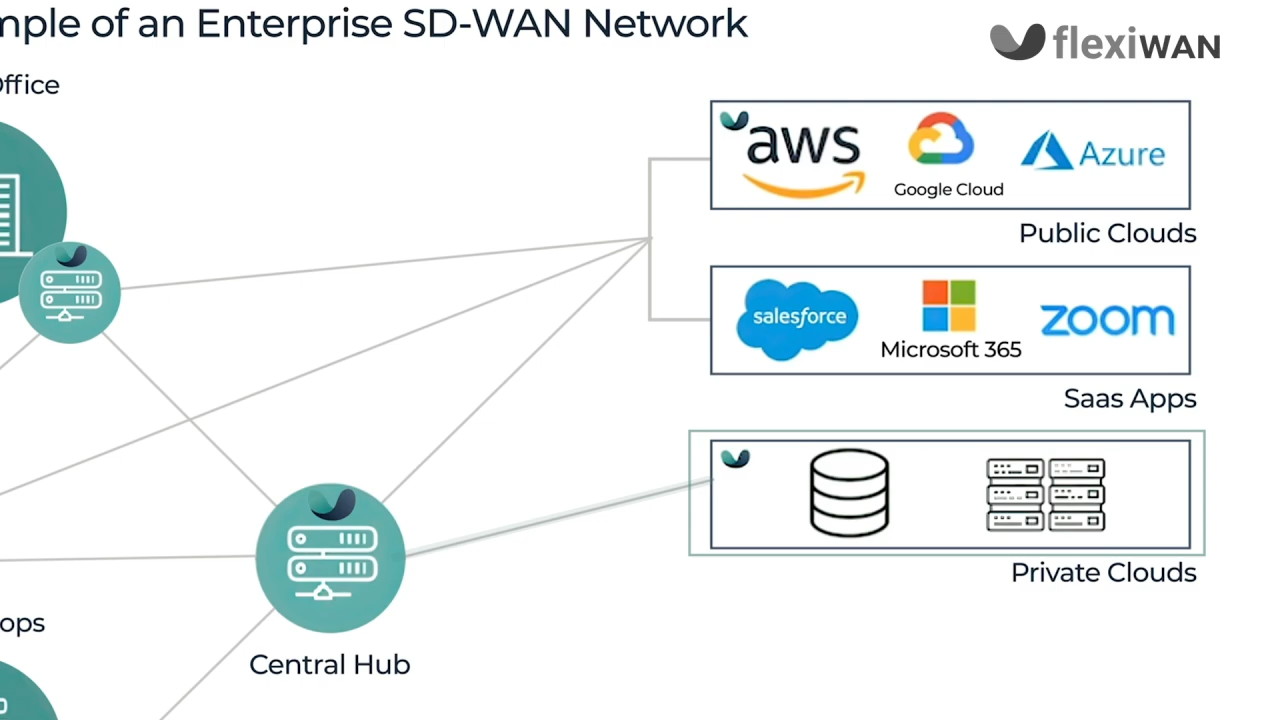 mple of an Enterprise SD-WAN Network
flexiWAN
Office
aws
Google Cloud
Azure
Public Clouds
salesforce
Microsoft 365
zoom
Saas Apps
Private Clouds
ops
Central Hub